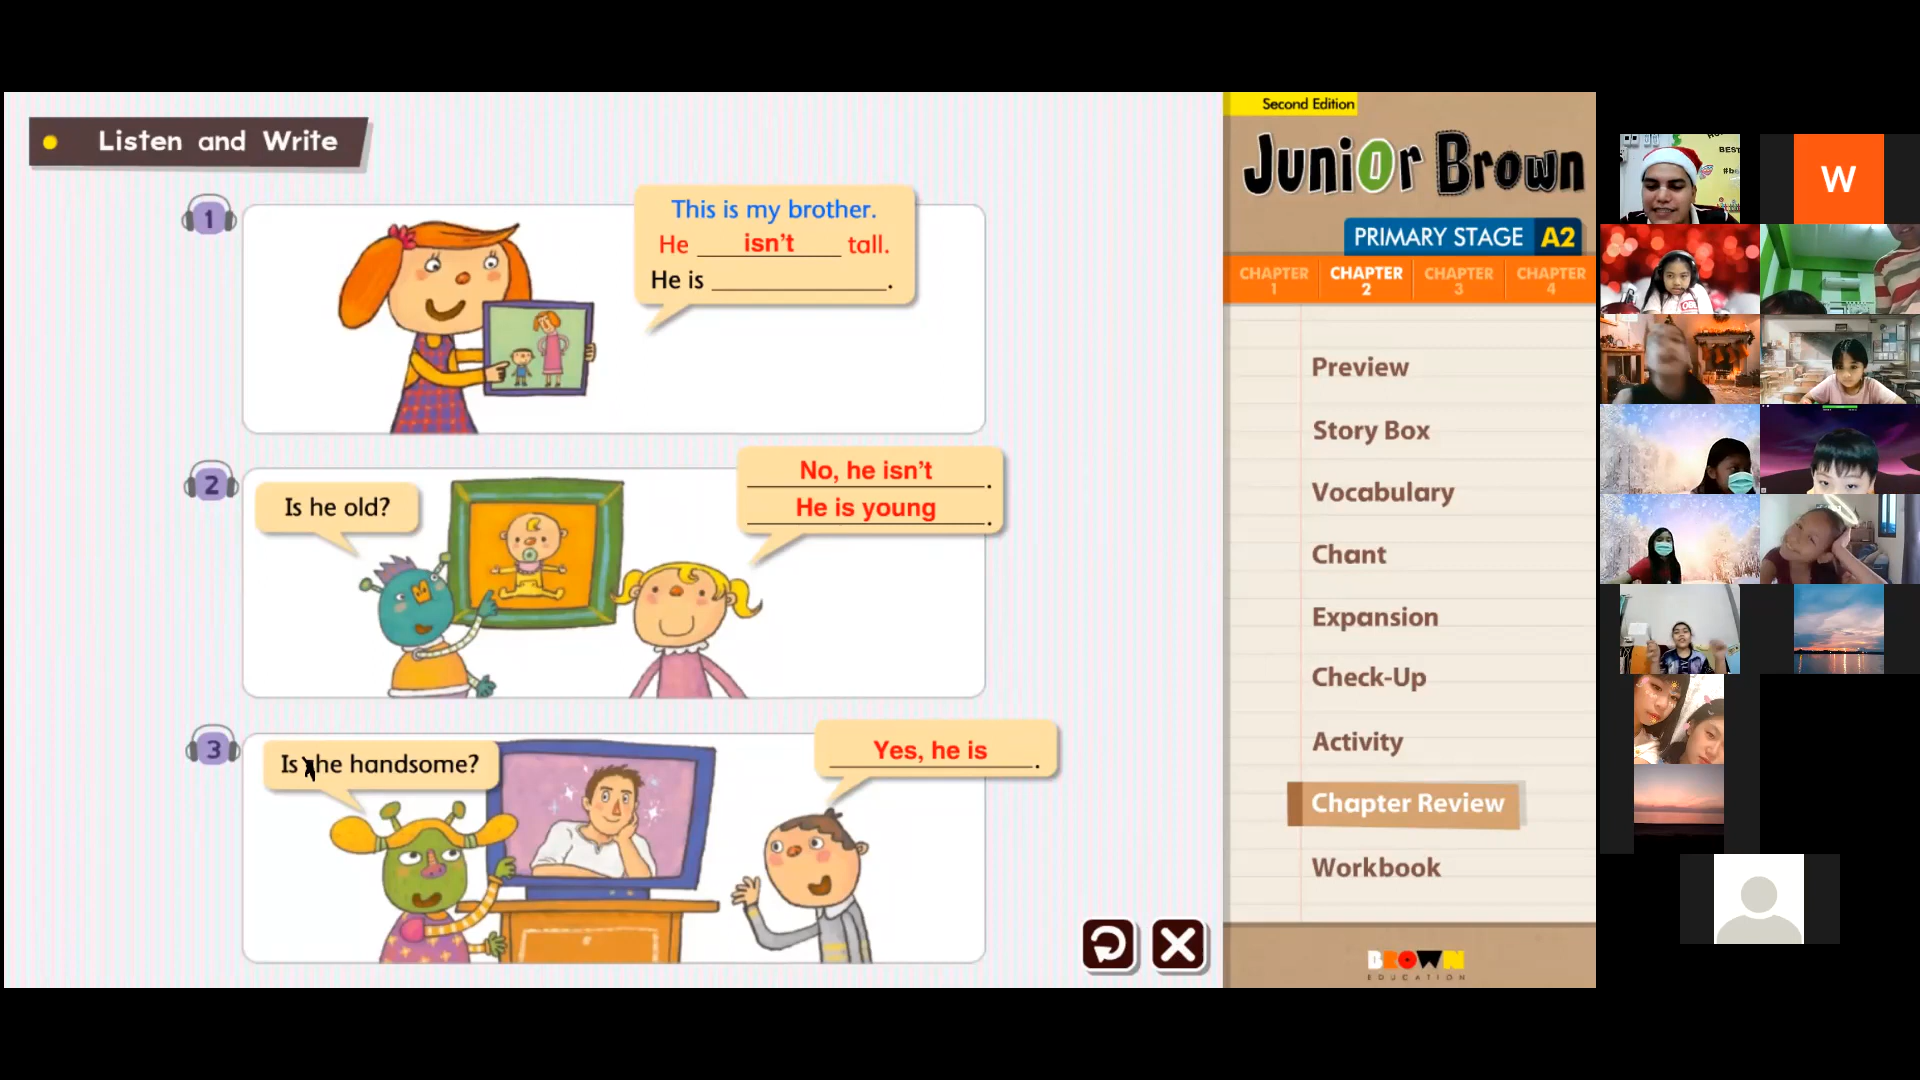 Listen and Write
1
This is my brother.
He isn't tall.
He is .
2
Is he old?
No, he isn't .
He is young .
3
Is he handsome?
Yes, he is .
Second Edition
Junior Brown
PRIMARY STAGE A2
CHAPTER 1
CHAPTER 2
CHAPTER 3
CHAPTER 4
Preview
Story Box
Vocabulary
Chant
Expansion
Check-Up
Activity
Chapter Review
Workbook
BROWN
EDUCATION
BEST
W